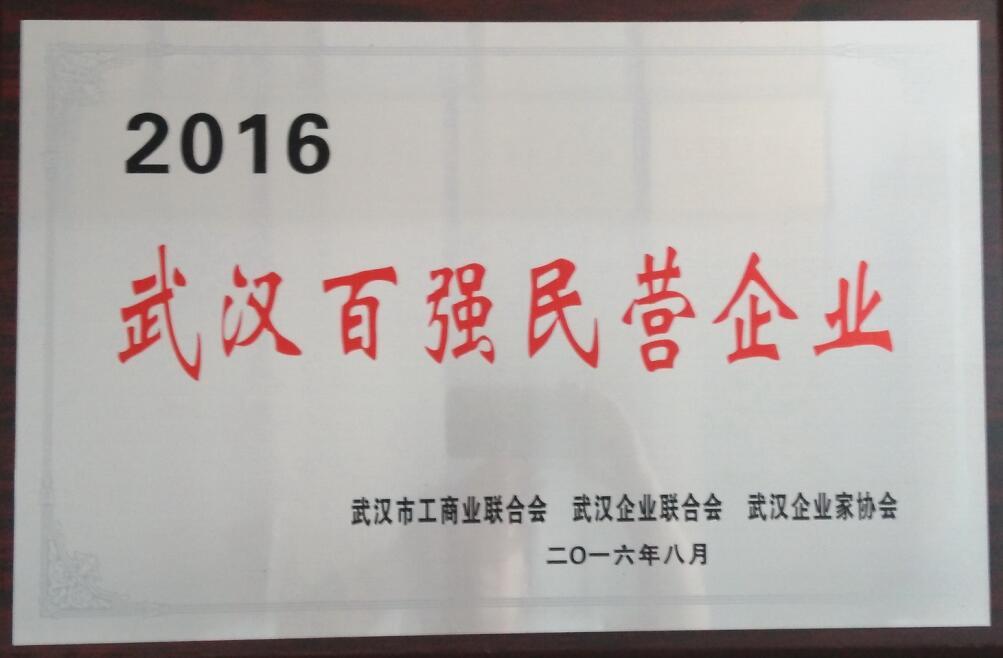 2016
武汉百强民营企业
武汉市工商业联合会 武汉企业联合会 武汉企业家协会
二O一六年八月